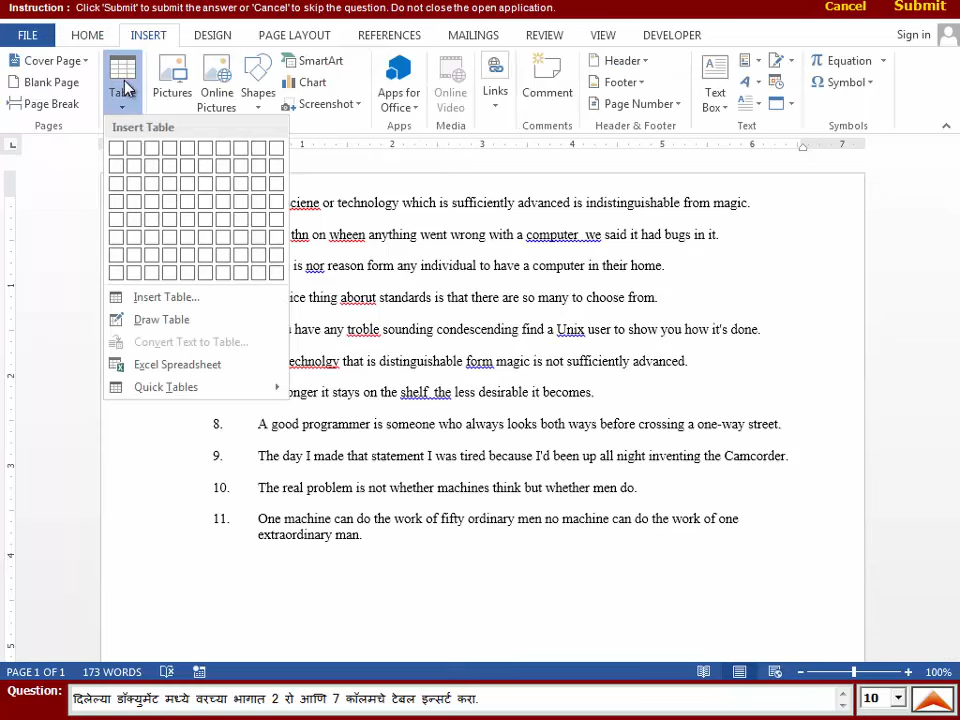 Instruction : Click 'Submit' to submit the answer or 'Cancel' to skip the question. Do not close the open application. Cancel Submit
FILE HOME INSERT DESIGN PAGE LAYOUT REFERENCES MAILINGS REVIEW VIEW DEVELOPER Sign in
Cover Page
Blank Page
Page Break
Pages
Table
Pictures
Online Pictures
Shapes
SmartArt
Chart
Screenshot
Apps for Office
Apps
Online Video
Media
Links
Comment
Comments
Header
Footer
Page Number
Header & Footer
Text Box
Text
Equation
Symbol
Symbols
Insert Table
Insert Table...
Draw Table
Convert Text to Table...
Excel Spreadsheet
Quick Tables
1 2 3 4 5 6 7
1
2
3
4
5
ciene or technology which is sufficiently advanced is indistinguishable from magic.
thn on wheen anything went wrong with a computer we said it had bugs in it.
is nor reason form any individual to have a computer in their home.
ice thing aborut standards is that there are so many to choose from.
have any troble sounding condescending find a Unix user to show you how it's done.
echnolgy that is distinguishable form magic is not sufficiently advanced.
onger it stays on the shelf the less desirable it becomes.
8. A good programmer is someone who always looks both ways before crossing a one-way street.
9. The day I made that statement I was tired because I'd been up all night inventing the Camcorder.
10. The real problem is not whether machines think but whether men do.
11. One machine can do the work of fifty ordinary men no machine can do the work of one
extraordinary man.
PAGE 1 OF 1 173 WORDS 100%
Question: दिलेल्या डॉक्युमेंट मध्ये वरच्या भागात 2 रो आणि 7 कॉलमचे टेबल इन्सर्ट करा. 10